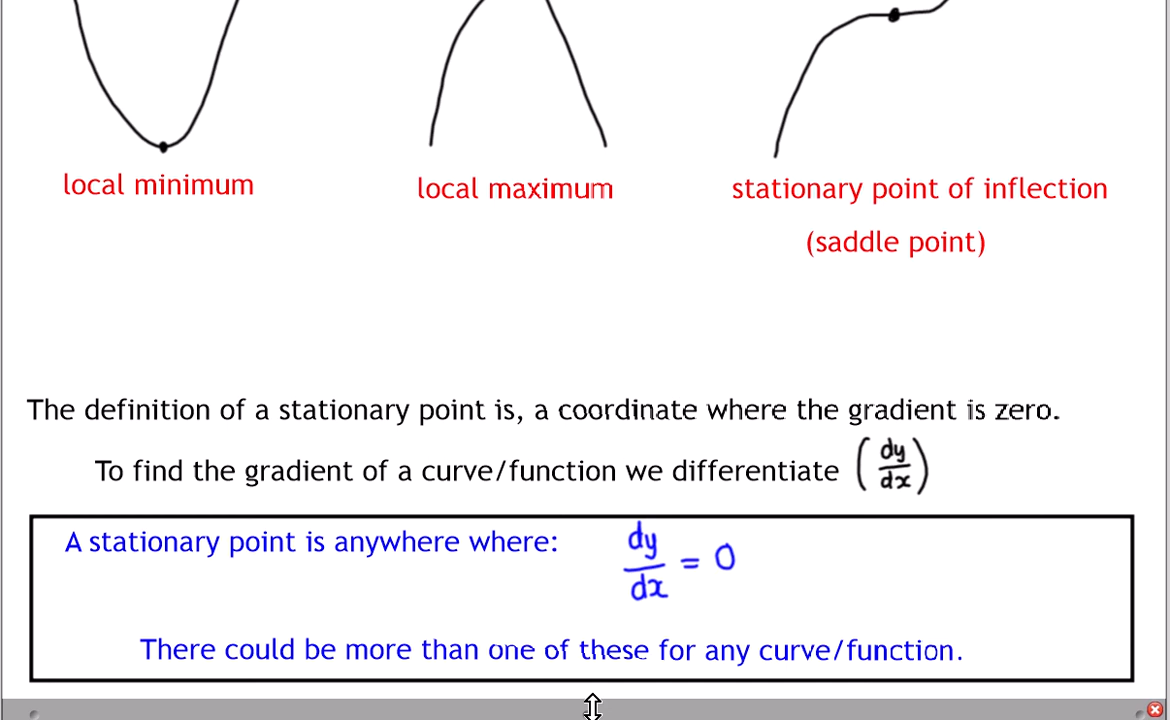 local minimum
local maximum
stationary point of inflection
(saddle point)
The definition of a stationary point is, a coordinate where the gradient is zero.
To find the gradient of a curve/function we differentiate (dy/dx)
A stationary point is anywhere where: dy/dx = 0
There could be more than one of these for any curve/function.